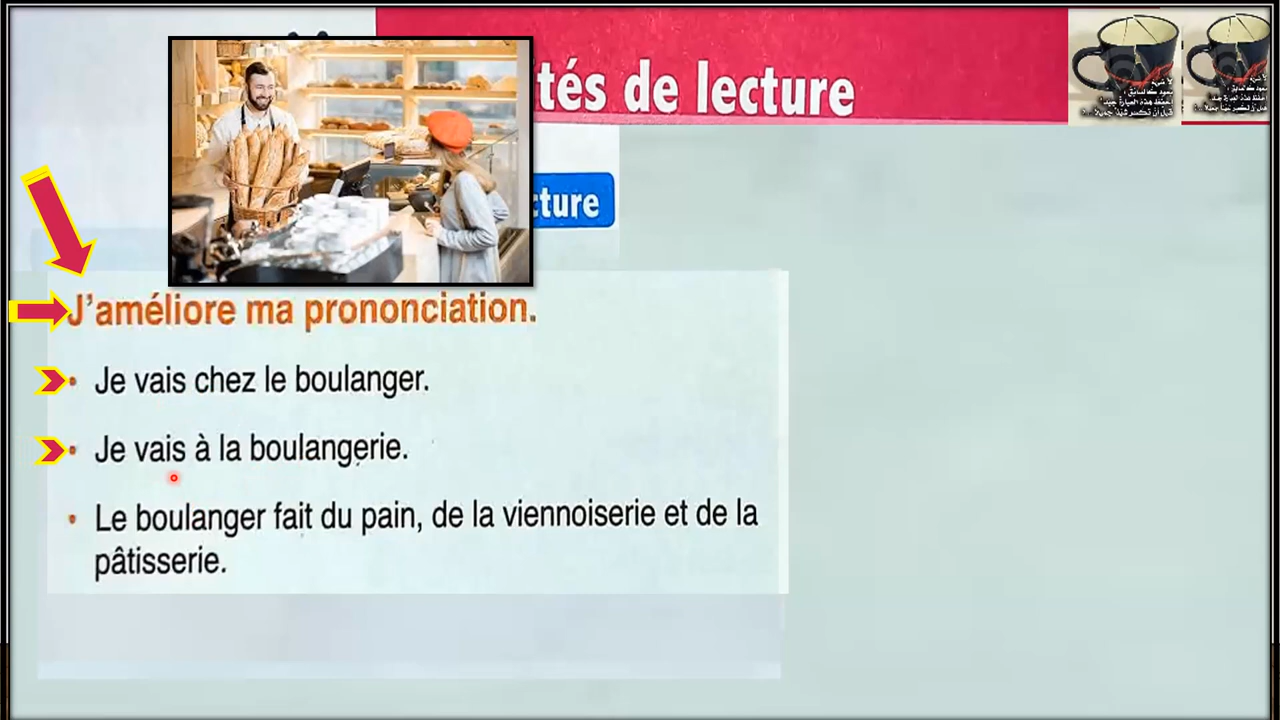 ités de lecture
cture
J'améliore ma prononciation.
• Je vais chez le boulanger.
• Je vais à la boulangerie.
• Le boulanger fait du pain, de la viennoiserie et de la
pâtisserie.